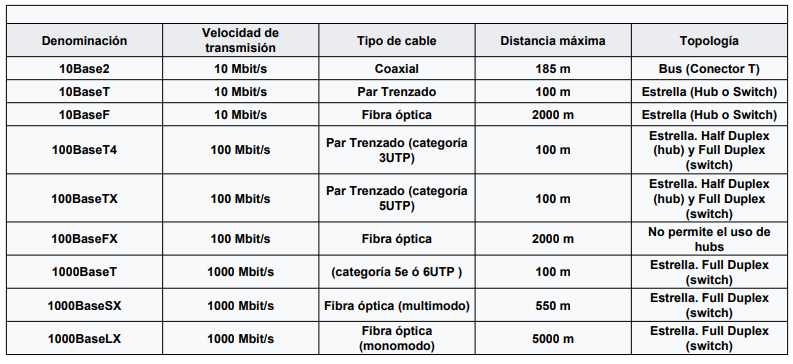 Denominación Velocidad de transmisión Tipo de cable Distancia máxima Topología
10Base2 10 Mbit/s Coaxial 185 m Bus (Conector T)
10BaseT 10 Mbit/s Par Trenzado 100 m Estrella (Hub o Switch)
10BaseF 10 Mbit/s Fibra óptica 2000 m Estrella (Hub o Switch)
100BaseT4 100 Mbit/s Par Trenzado (categoría 3UTP) 100 m Estrella. Half Duplex (hub) y Full Duplex (switch)
100BaseTX 100 Mbit/s Par Trenzado (categoría 5UTP) 100 m Estrella. Half Duplex (hub) y Full Duplex (switch)
100BaseFX 100 Mbit/s Fibra óptica 2000 m No permite el uso de hubs
1000BaseT 1000 Mbit/s (categoría 5e ó 6UTP ) 100 m Estrella. Full Duplex (switch)
1000BaseSX 1000 Mbit/s Fibra óptica (multimodo) 550 m Estrella. Full Duplex (switch)
1000BaseLX 1000 Mbit/s Fibra óptica (monomodo) 5000 m Estrella. Full Duplex (switch)